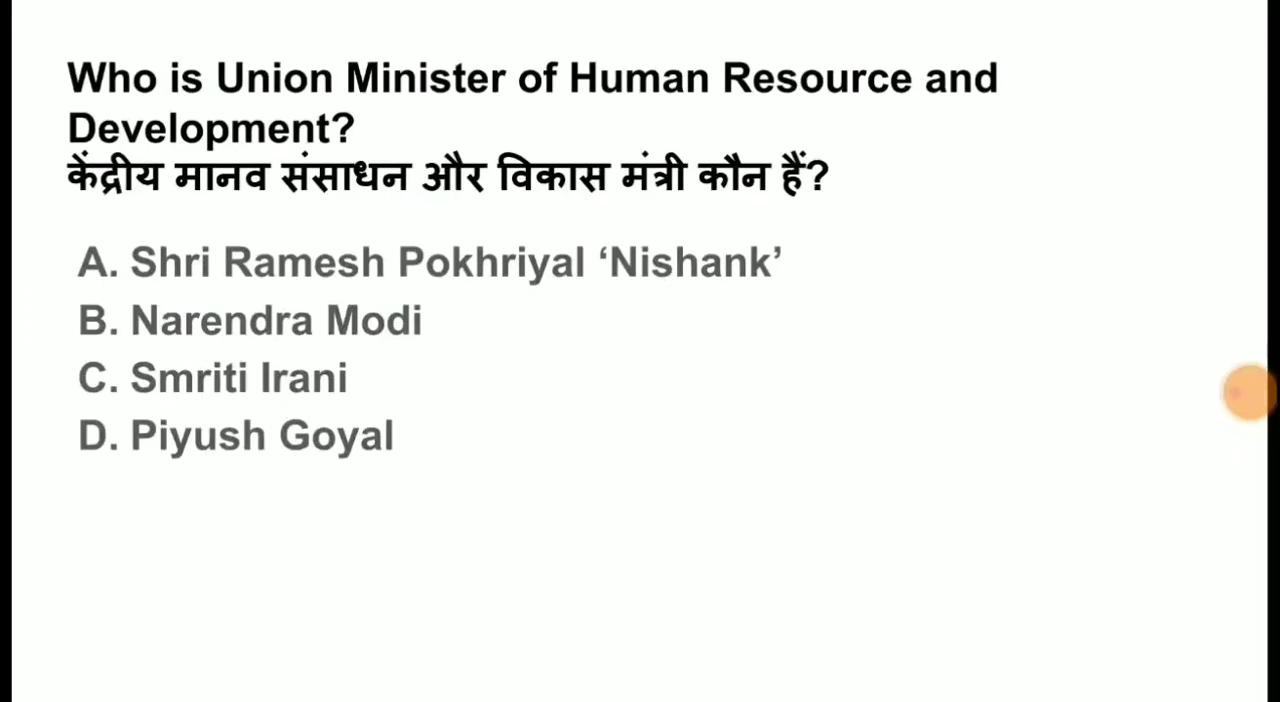 Who is Union Minister of Human Resource and
Development?
केंद्रीय मानव संसाधन और विकास मंत्री कौन हैं?
A. Shri Ramesh Pokhriyal ‘Nishank’
B. Narendra Modi
C. Smriti Irani
D. Piyush Goyal